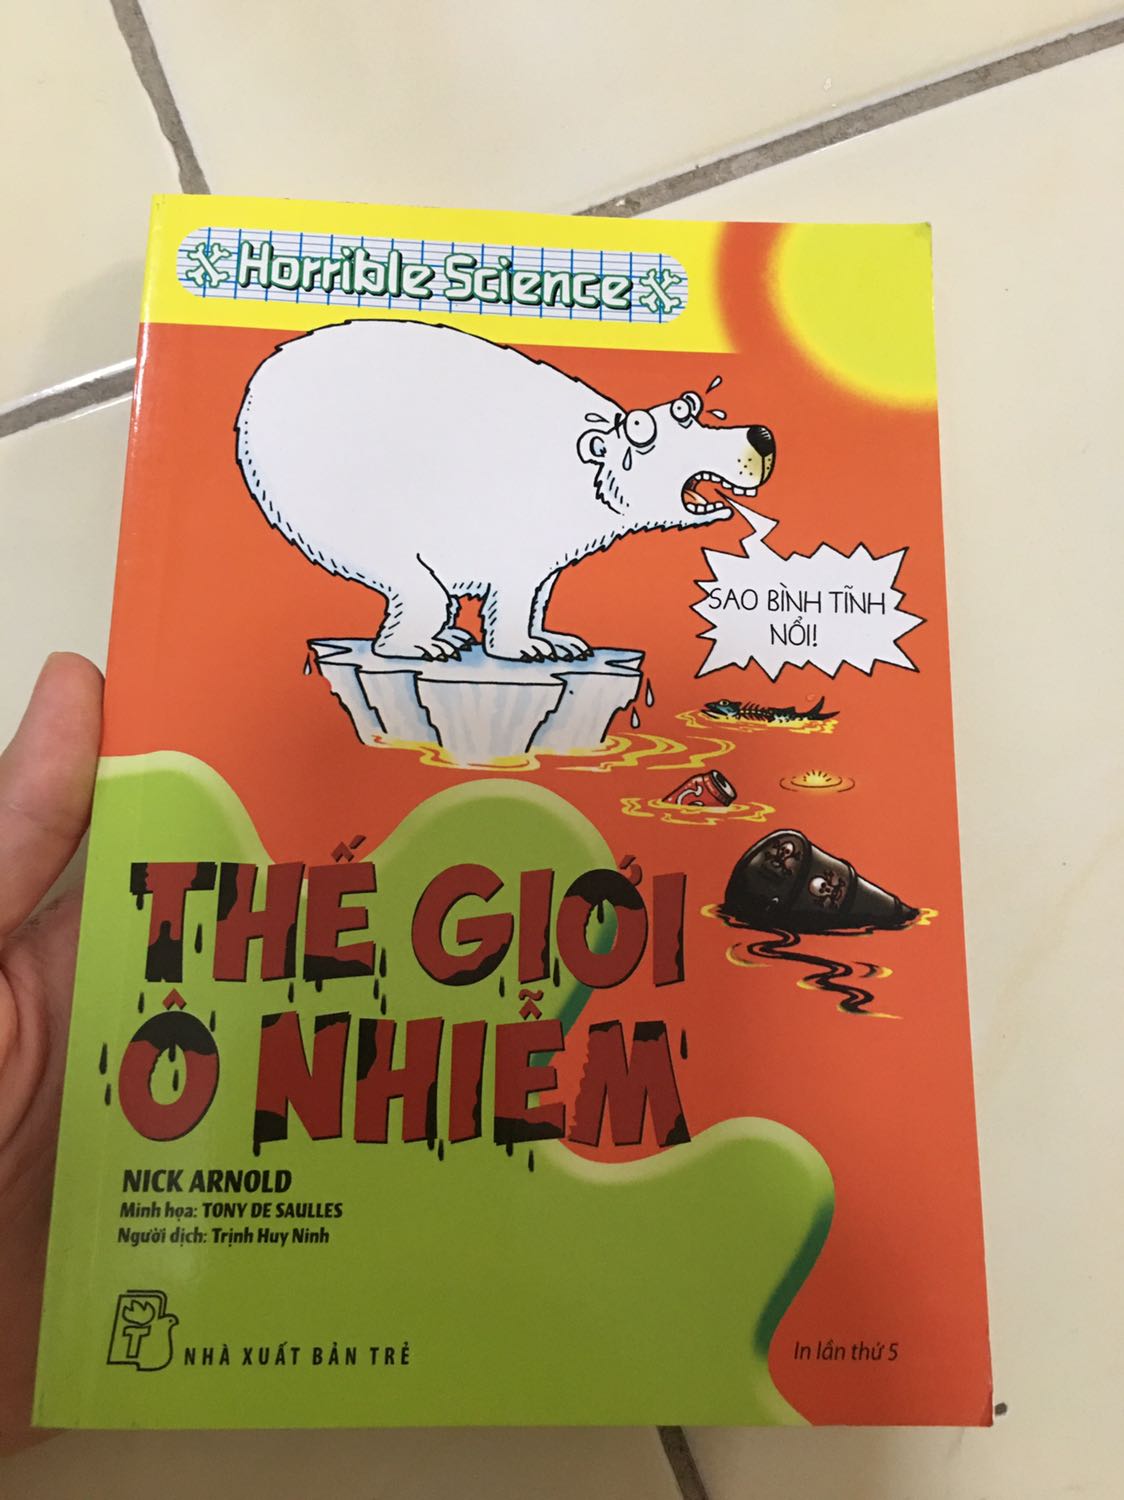 Horrible Science
SAO BÌNH TĨNH
NỔI!
THẾ GIỚI
Ô NHIỄM
NICK ARNOLD
Minh họa: TONY DE SAULLES
Người dịch: Trịnh Huy Ninh
T
NHÀ XUẤT BẢN TRẺ
In lần thứ 5